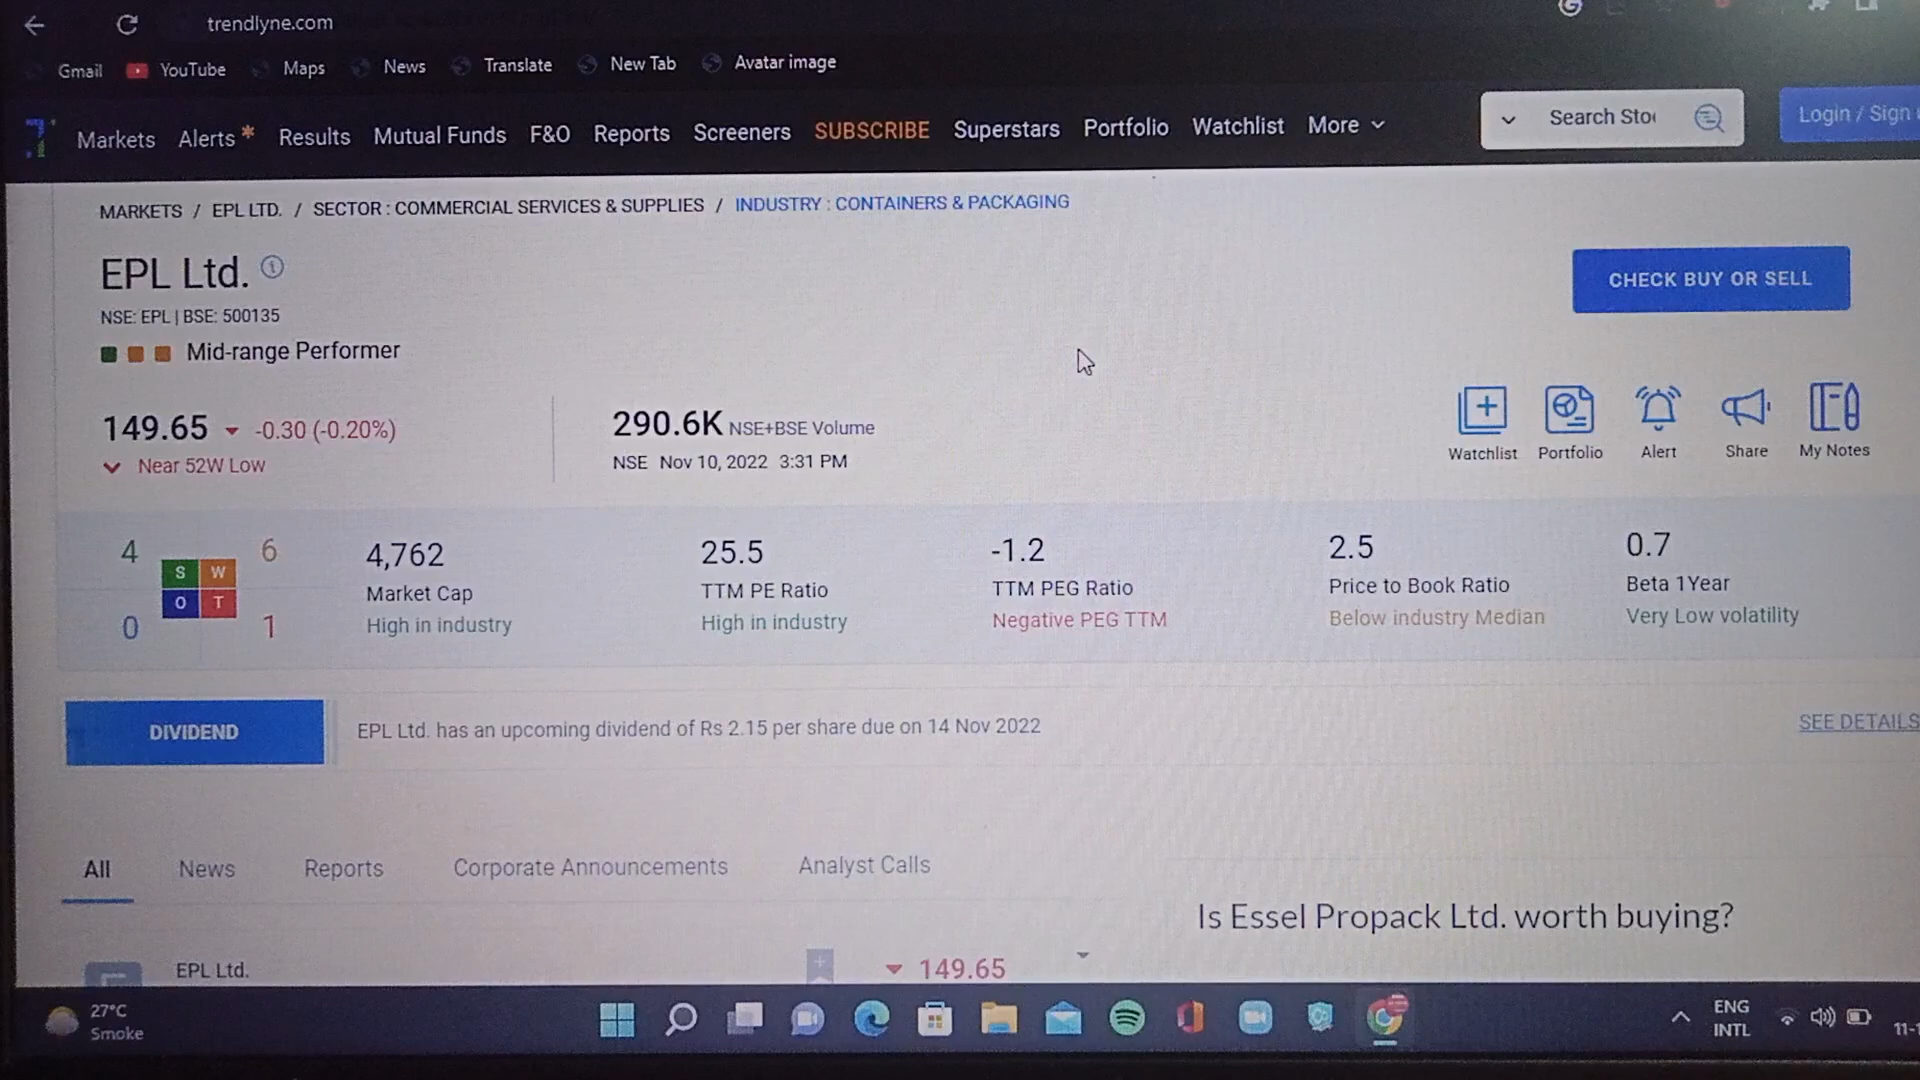 trendlyne.com
Gmail YouTube Maps News Translate New Tab Avatar image
Markets Alerts* Results Mutual Funds F&O Reports Screeners SUBSCRIBE Superstars Portfolio Watchlist More
Search Sto
Login / Sign
MARKETS / EPL LTD. / SECTOR : COMMERCIAL SERVICES & SUPPLIES / INDUSTRY : CONTAINERS & PACKAGING
EPL Ltd.
CHECK BUY OR SELL
NSE: EPL | BSE: 500135
Mid-range Performer
149.65 -0.30 (-0.20%)
Near 52W Low
290.6K NSE+BSE Volume
NSE Nov 10, 2022 3:31 PM
Watchlist Portfolio Alert Share My Notes
4 6
S W
O T
0 1
4,762
Market Cap
High in industry
25.5
TTM PE Ratio
High in industry
-1.2
TTM PEG Ratio
Negative PEG TTM
2.5
Price to Book Ratio
Below industry Median
0.7
Beta 1Year
Very Low volatility
DIVIDEND
EPL Ltd. has an upcoming dividend of Rs 2.15 per share due on 14 Nov 2022
SEE DETAILS
All News Reports Corporate Announcements Analyst Calls
Is Essel Propack Ltd. worth buying?
EPL Ltd.
149.65
27°C
Smoke
ENG
INTL
11-